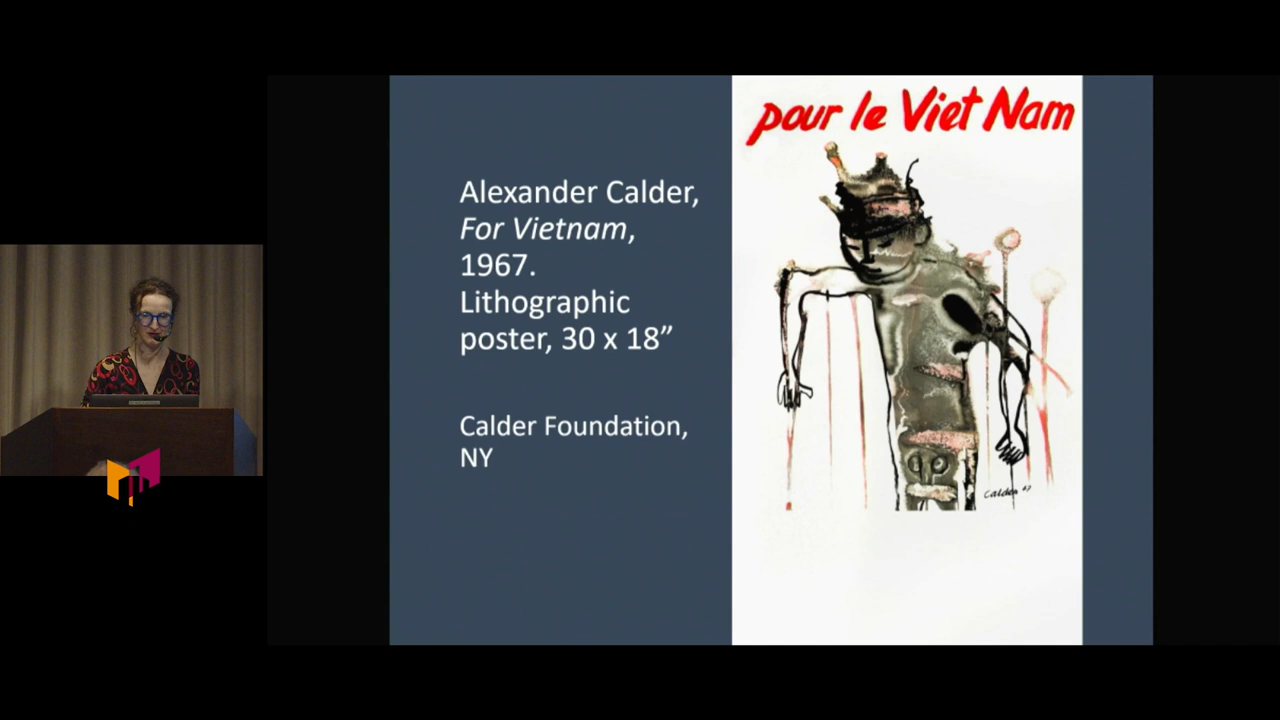 Alexander Calder,
For Vietnam,
1967.
Lithographic
poster, 30 x 18”
Calder Foundation,
NY
pour le Viet Nam
Calder 67